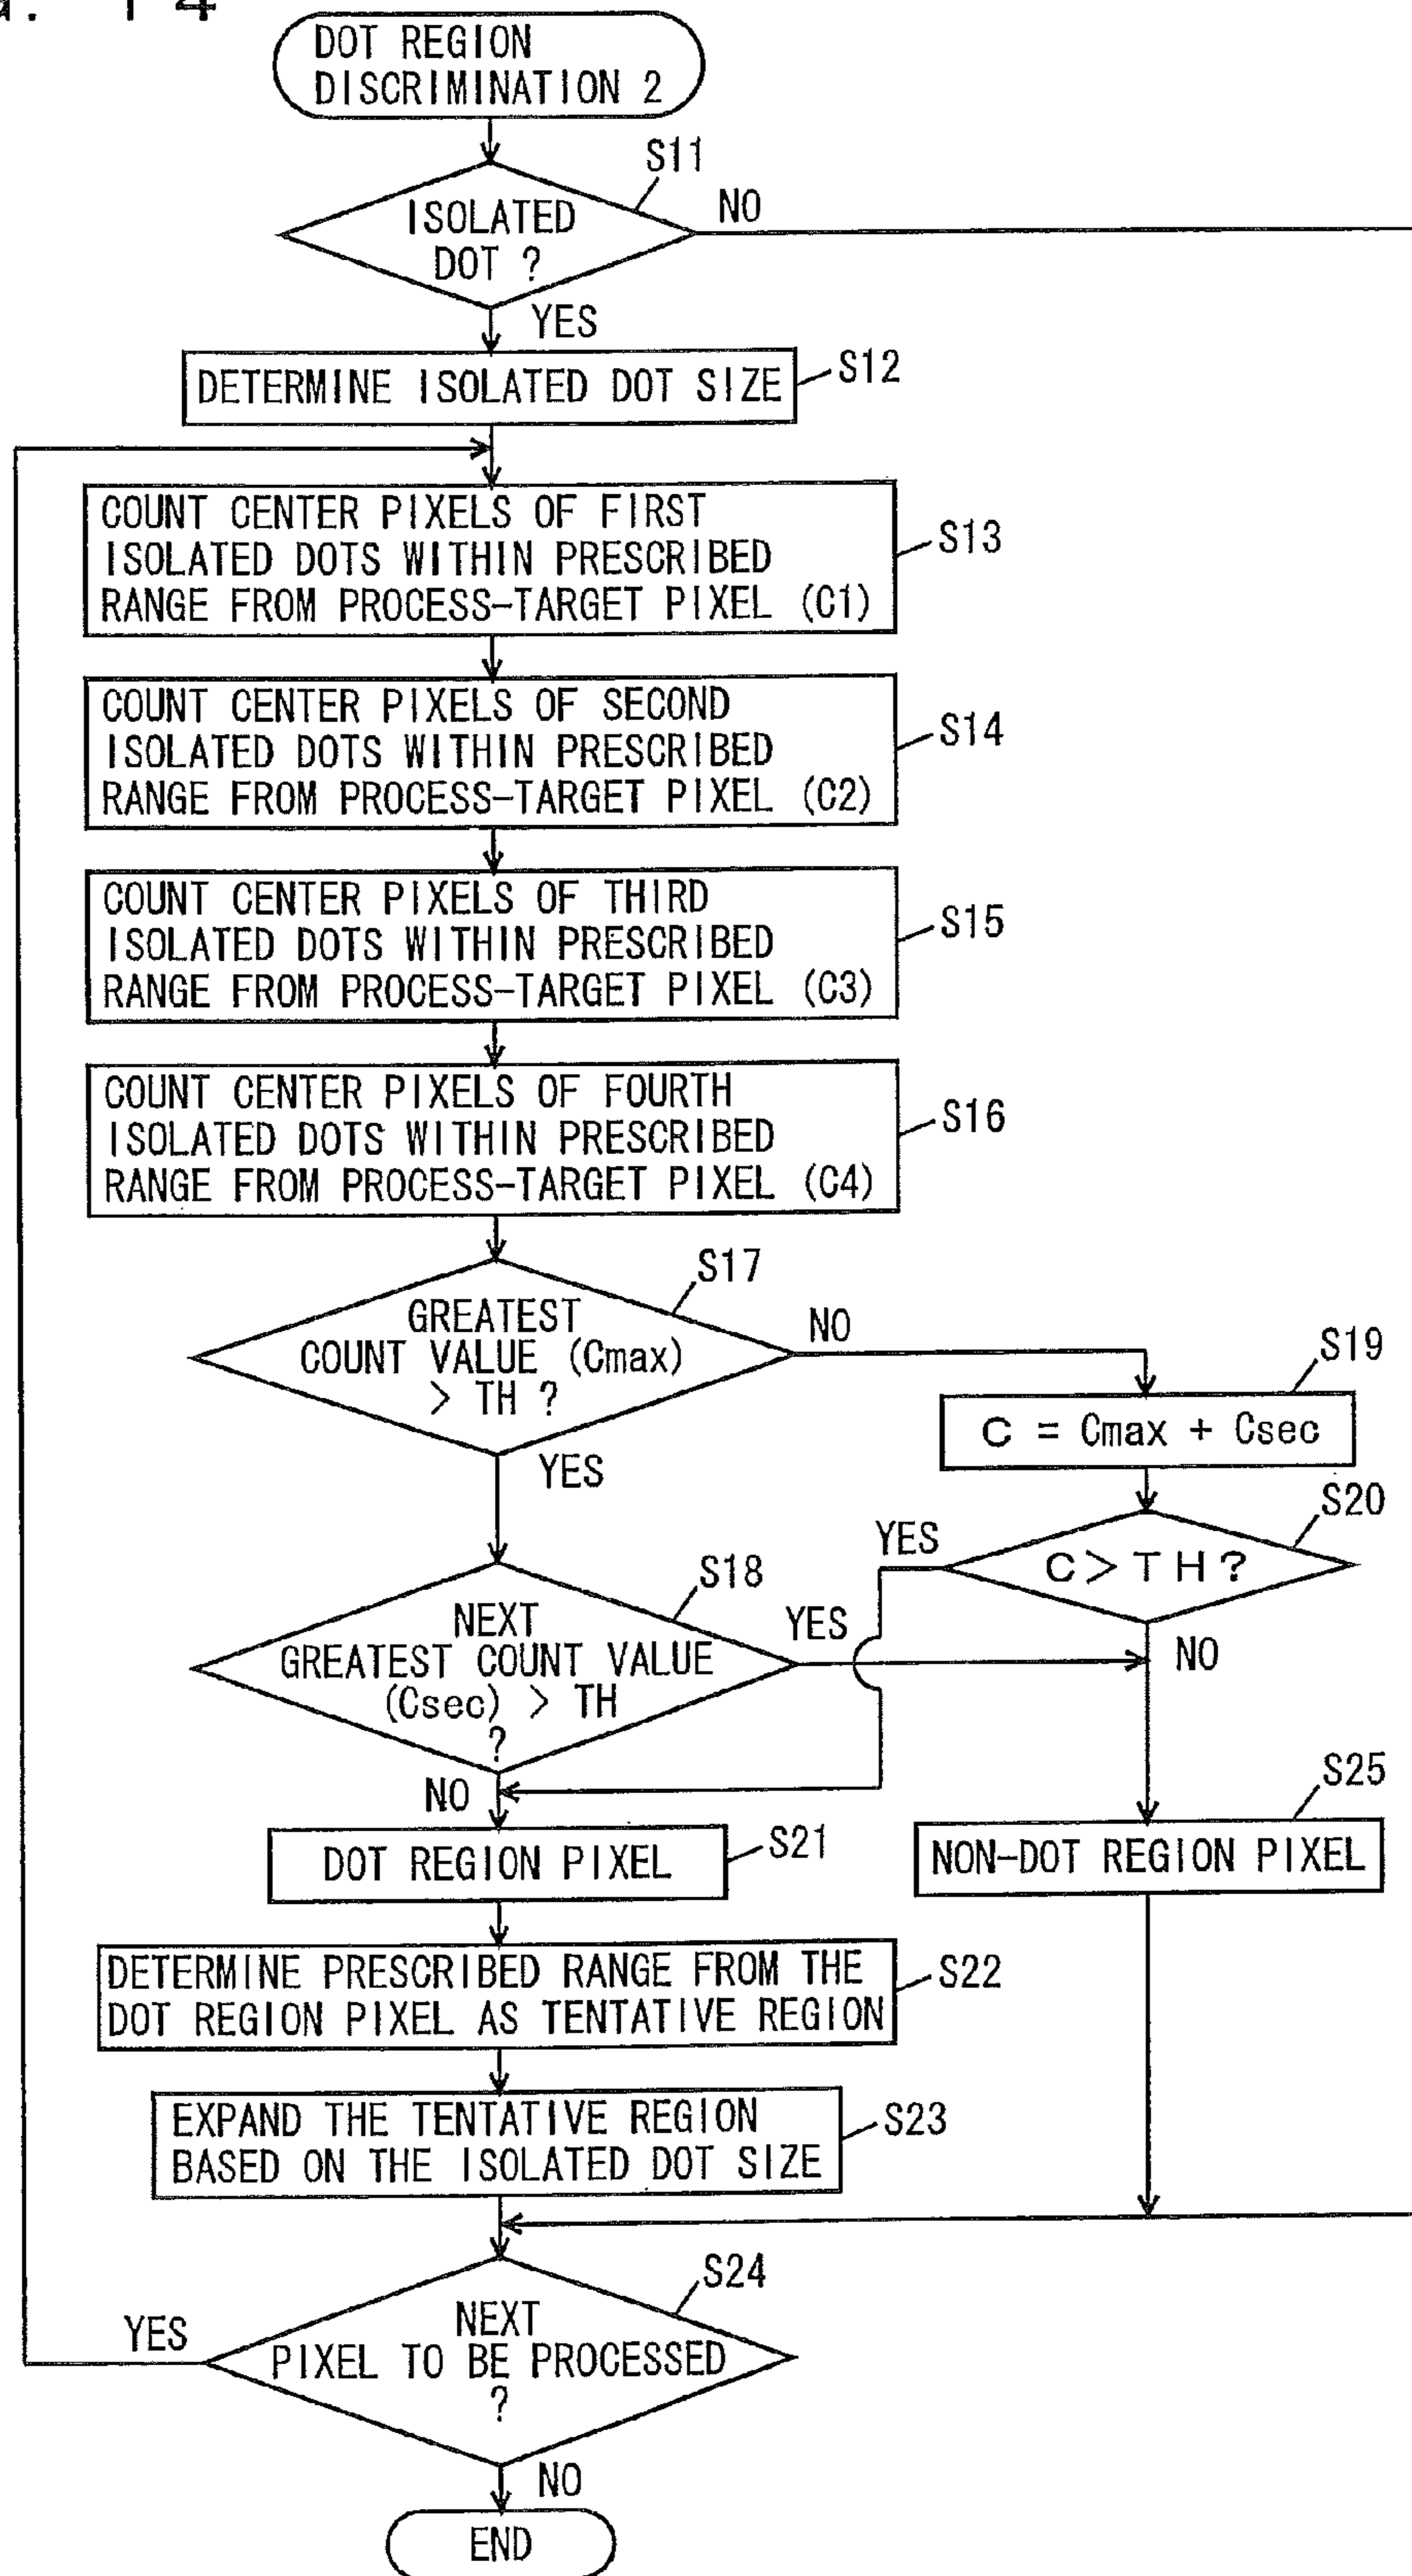 14
DOT REGION
DISCRIMINATION 2
S11
ISOLATED
DOT ?
NO
YES
S12
DETERMINE ISOLATED DOT SIZE
COUNT CENTER PIXELS OF FIRST
ISOLATED DOTS WITHIN PRESCRIBED
RANGE FROM PROCESS-TARGET PIXEL (C1)
S13
COUNT CENTER PIXELS OF SECOND
ISOLATED DOTS WITHIN PRESCRIBED
RANGE FROM PROCESS-TARGET PIXEL (C2)
S14
COUNT CENTER PIXELS OF THIRD
ISOLATED DOTS WITHIN PRESCRIBED
RANGE FROM PROCESS-TARGET PIXEL (C3)
S15
COUNT CENTER PIXELS OF FOURTH
ISOLATED DOTS WITHIN PRESCRIBED
RANGE FROM PROCESS-TARGET PIXEL (C4)
S16
S17
GREATEST
COUNT VALUE (Cmax)
> TH ?
NO
YES
S19
C = Cmax + Csec
S20
C > TH ?
YES
NO
S18
NEXT
GREATEST COUNT VALUE
(Csec) > TH
?
YES
NO
S21
DOT REGION PIXEL
S25
NON-DOT REGION PIXEL
DETERMINE PRESCRIBED RANGE FROM THE
DOT REGION PIXEL AS TENTATIVE REGION
S22
EXPAND THE TENTATIVE REGION
BASED ON THE ISOLATED DOT SIZE
S23
S24
NEXT
PIXEL TO BE PROCESSED
?
YES
NO
END